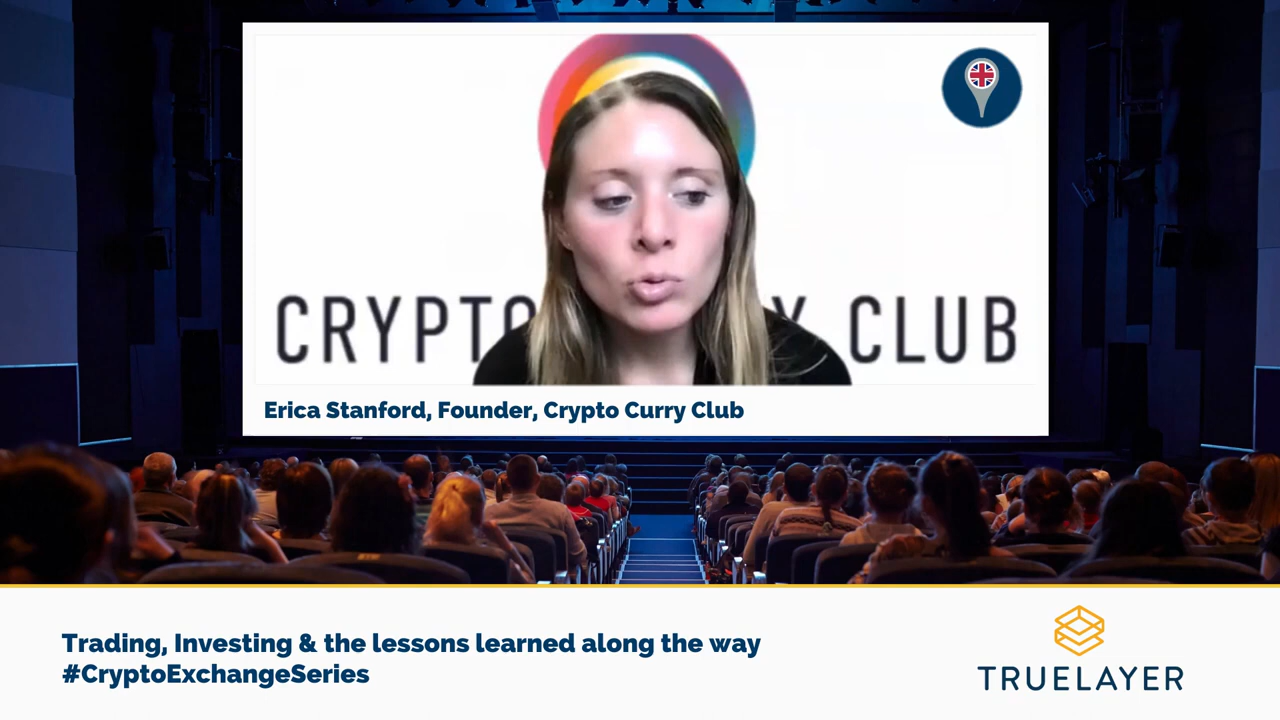 CRYPTO Y CLUB
Erica Stanford, Founder, Crypto Curry Club
Trading, Investing & the lessons learned along the way
#CryptoExchangeSeries
TRUELAYER